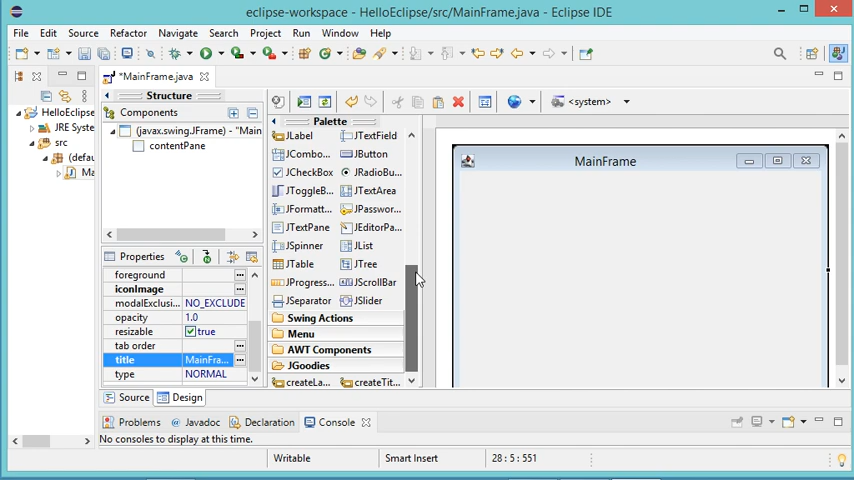 eclipse-workspace - HelloEclipse/src/MainFrame.java - Eclipse IDE
File Edit Source Refactor Navigate Search Project Run Window Help
*MainFrame.java
Structure
Components
(javax.swing.JFrame) - "Main
contentPane
HelloEclipse
JRE Syste
src
(defau
Ma
Properties
foreground
iconImage
modalExclusi... NO_EXCLUDE
opacity 1.0
resizable true
tab order
title MainFra...
type NORMAL
<system>
Palette
JLabel JTextField
JCombo... JButton
JCheckBox JRadioBu...
JToggleB... JTextArea
JFormatt... JPasswor...
JTextPane JEditorPa...
JSpinner JList
JTable JTree
JProgress... JScrollBar
JSeparator JSlider
Swing Actions
Menu
AWT Components
JGoodies
createLa... createTit...
MainFrame
Source Design
Problems Javadoc Declaration Console
No consoles to display at this time.
Writable Smart Insert 28 : 5 : 551